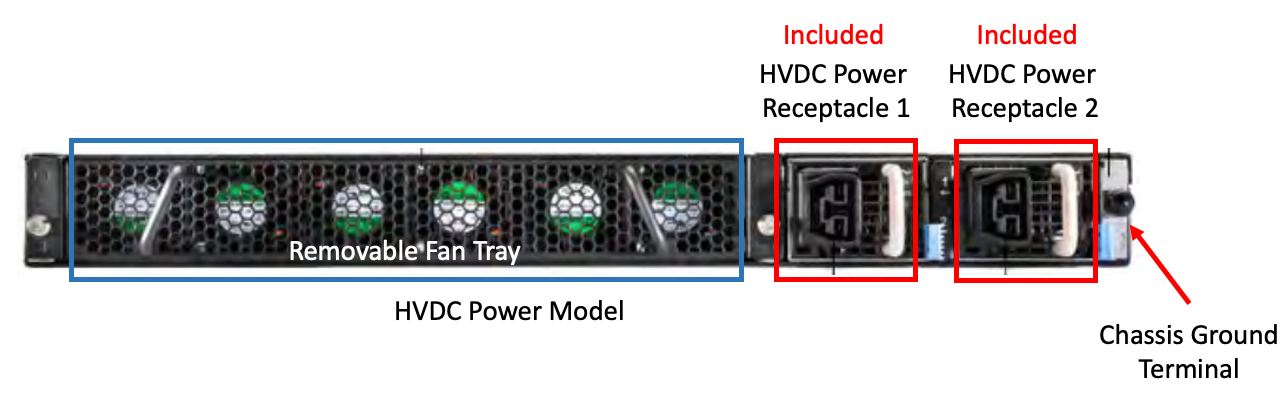 Included
HVDC Power
Receptacle 1
Included
HVDC Power
Receptacle 2
Removable Fan Tray
HVDC Power Model
Chassis Ground
Terminal